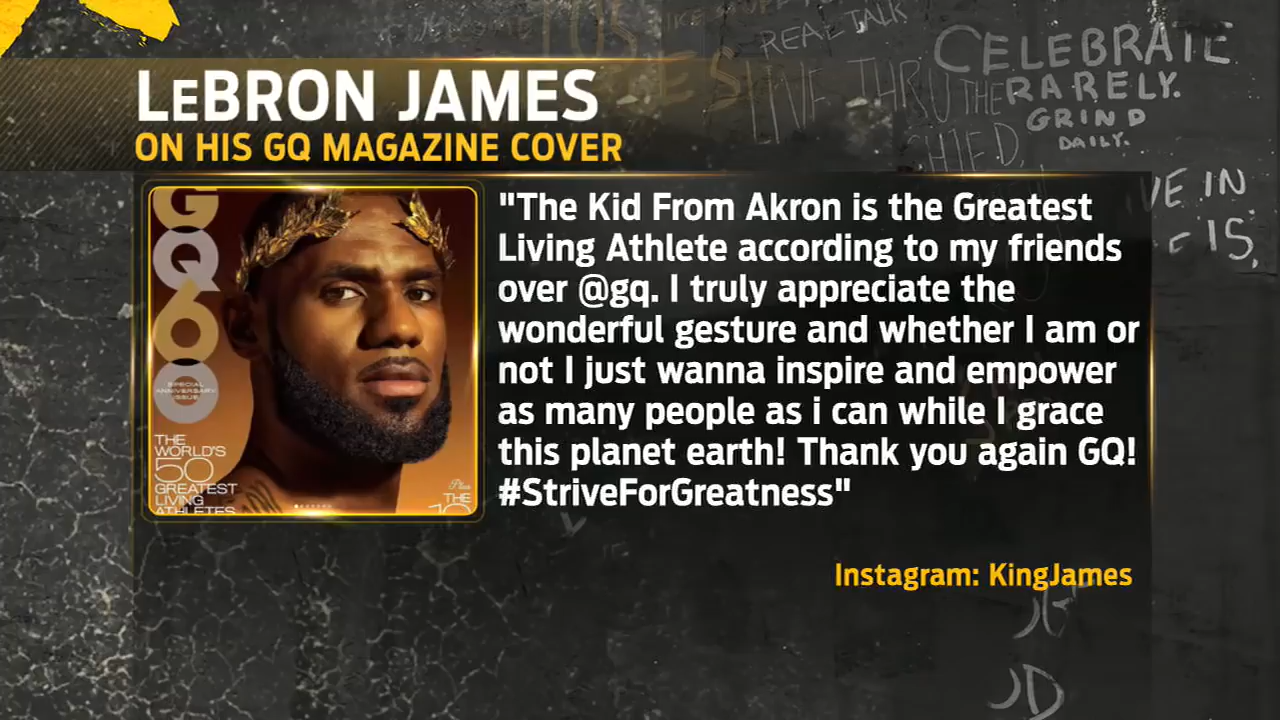 LEBRON JAMES
ON HIS GQ MAGAZINE COVER
"The Kid From Akron is the Greatest
Living Athlete according to my friends
over @gq. I truly appreciate the
wonderful gesture and whether I am or
not I just wanna inspire and empower
as many people as i can while I grace
this planet earth! Thank you again GQ!
#StriveForGreatness"
Instagram: KingJames
GQ60
SPECIAL
ANNIVERSARY
ISSUE
THE
WORLD'S
50
GREATEST
LIVING
ATHLETES
Plus
THE
REAL TALK
CELEBRATE
RARELY.
GRIND
DAILY.